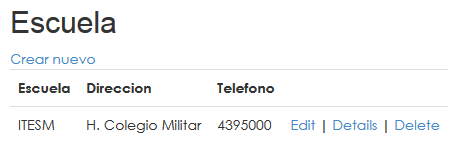 Escuela
Crear nuevo
Escuela Direccion Telefono
ITESM H. Colegio Militar 4395000 Edit | Details | Delete